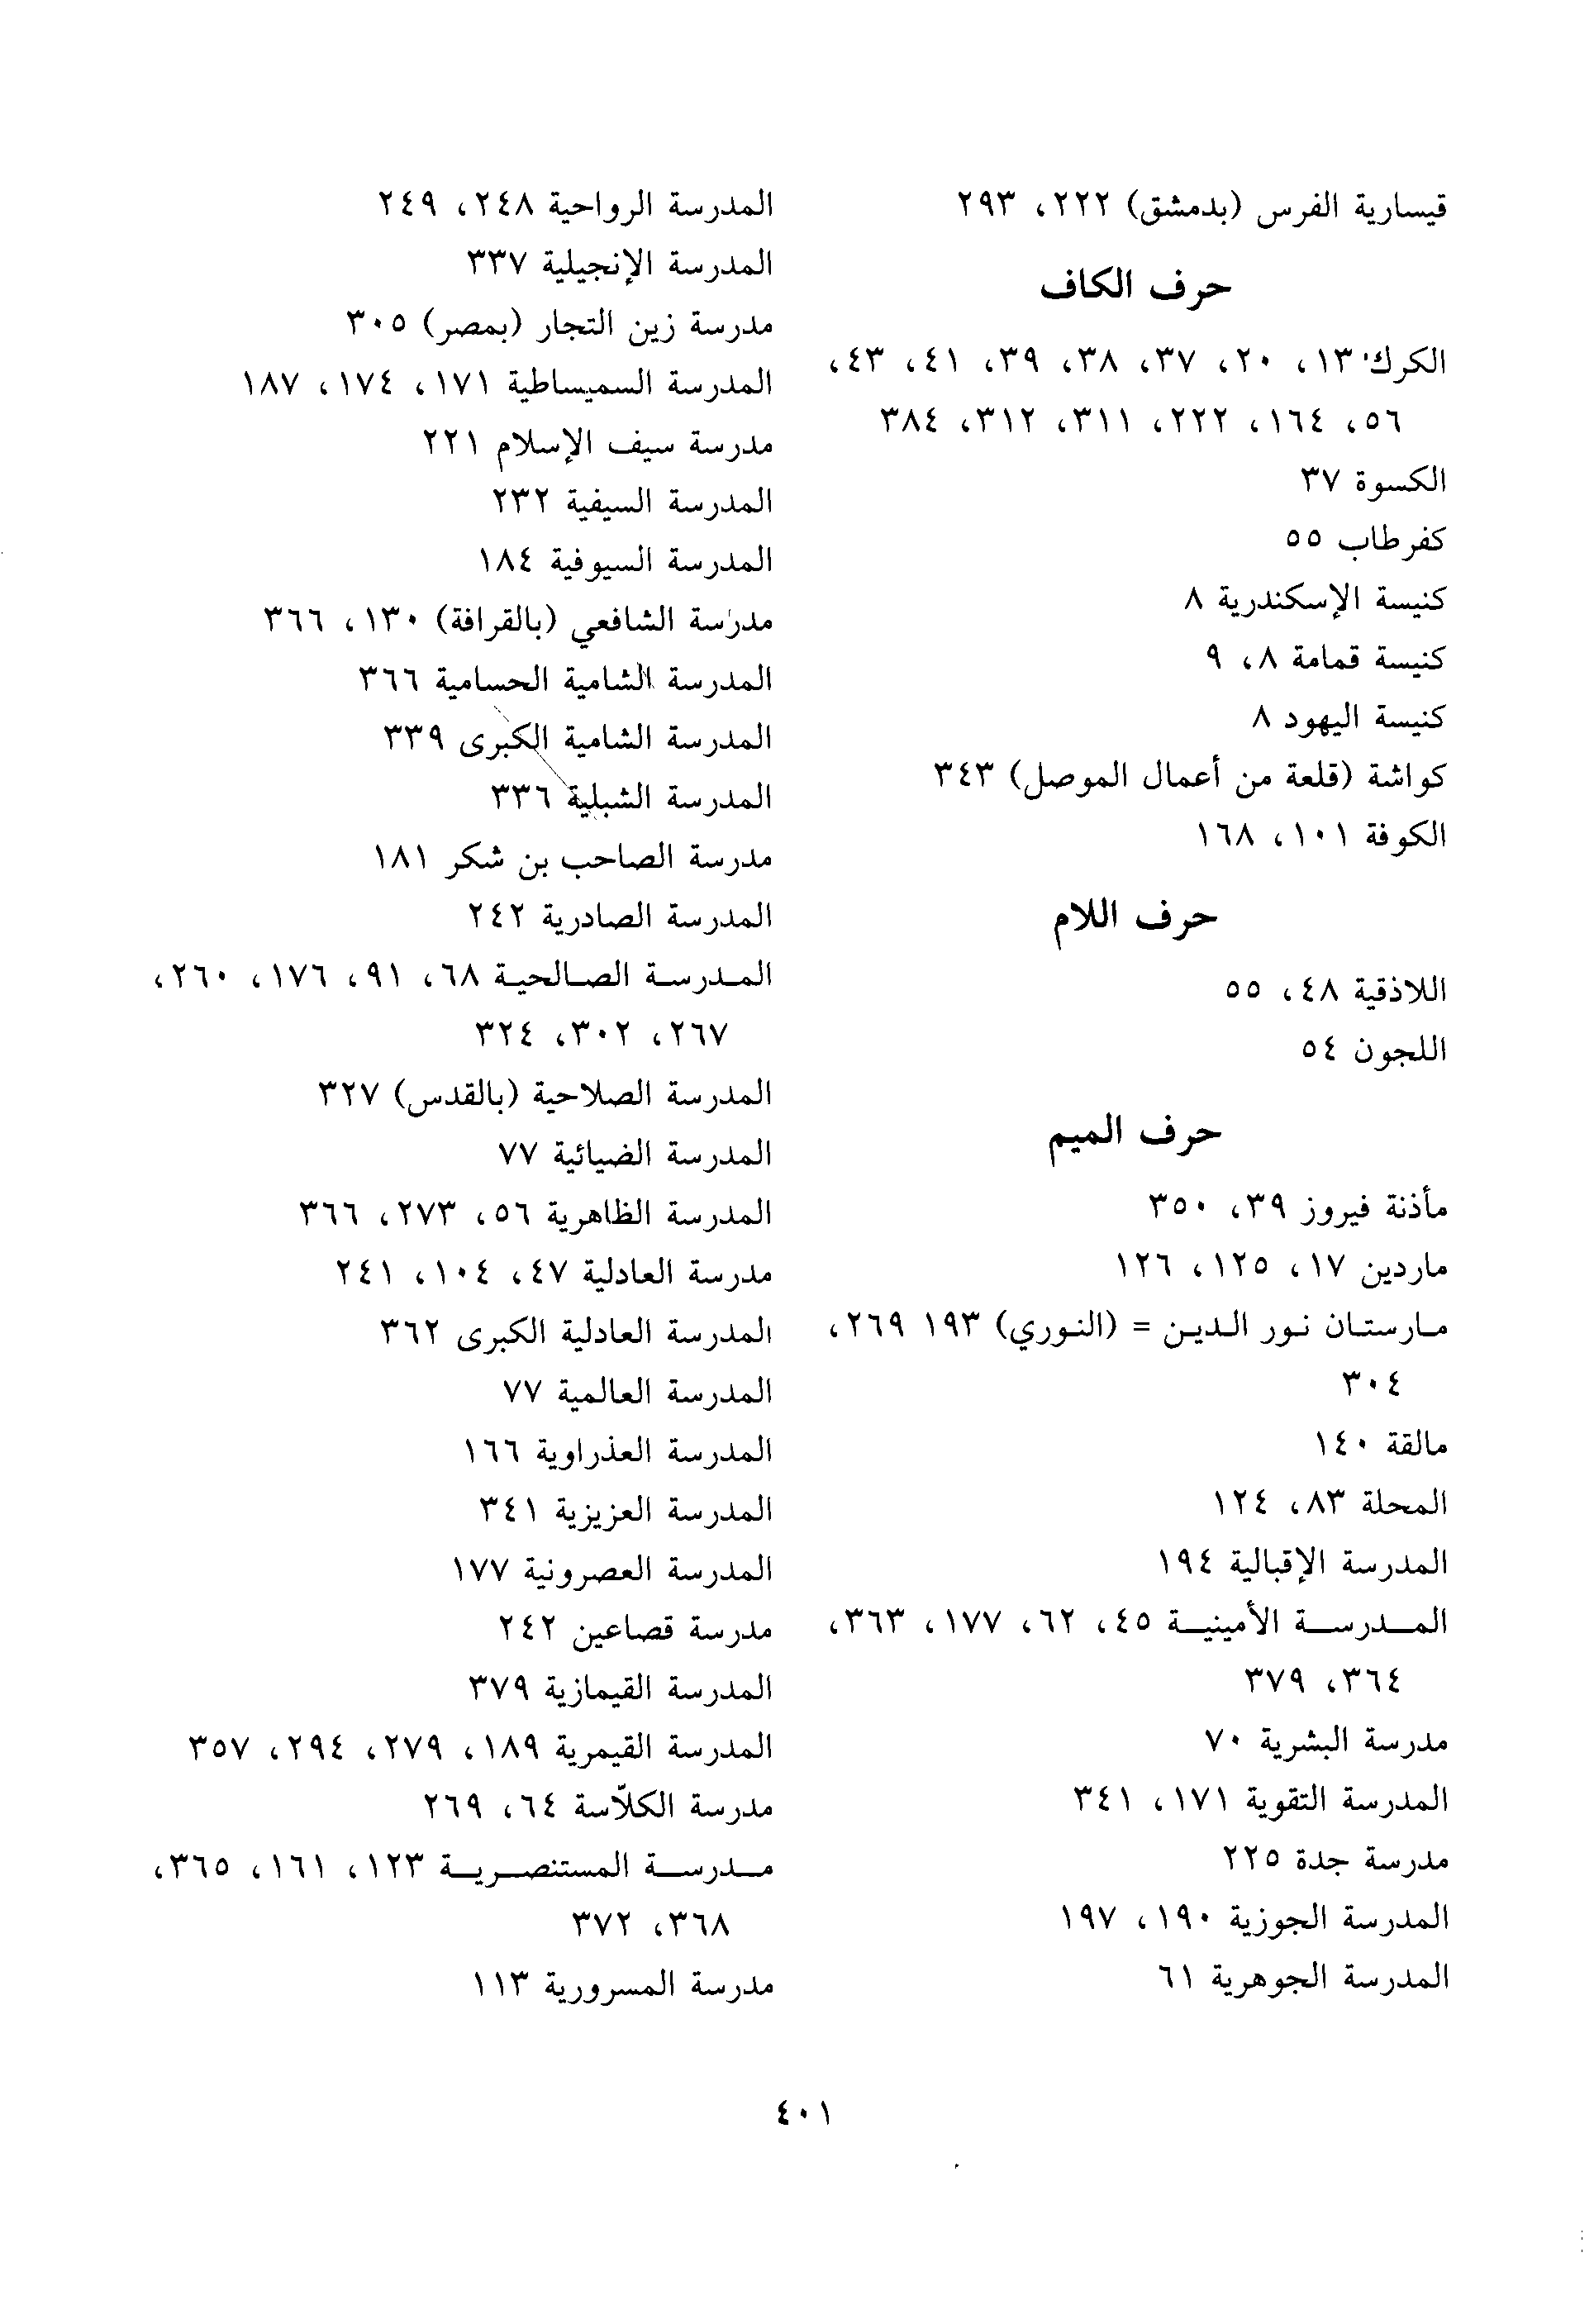 قيسارية الفرس (بدمشق) ٢٢٢، ٢٩٣
حرف الكاف
الكرك ١٣، ٢٠، ٣٧، ٣٨، ٣٩، ٤١، ٤٣،
٥٦، ١٦٤، ٢٢٢، ٣١١، ٣١٢، ٣٨٤
الكسوة ٣٧
كفرطاب ٥٥
كنيسة الإسكندرية ٨
كنيسة قمامة ٨، ٩
كنيسة اليهود ٨
كواشة (قلعة من أعمال الموصل) ٣٤٣
الكوفة ١٠١، ١٦٨
حرف اللام
اللاذقية ٤٨، ٥٥
اللجون ٥٤
حرف الميم
مأذنة فيروز ٣٩، ٣٥٠
ماردين ١٧، ١٢٥، ١٢٦
مارستان نور الدين = (النوري) ١٩٣ ٢٦٩،
٣٠٤
مالقة ١٤٠
المحلة ٨٣، ١٢٤
المدرسة الإقبالية ١٩٤
المدرسة الأمينية ٤٥، ٦٢، ١٧٧، ٣٦٣،
٣٦٤، ٣٧٩
مدرسة البشرية ٧٠
المدرسة التقوية ١٧١، ٣٤١
مدرسة جدة ٢٢٥
المدرسة الجوزية ١٩٠، ١٩٧
المدرسة الجوهرية ٦١
المدرسة الرواحية ٢٤٨، ٢٤٩
المدرسة الإنجيلية ٣٣٧
مدرسة زين التجار (بمصر) ٣٠٥
المدرسة السميساطية ١٧١، ١٧٤، ١٨٧
مدرسة سيف الإسلام ٢٢١
المدرسة السيفية ٢٣٢
المدرسة السيوفية ١٨٤
مدرسة الشافعي (بالقرافة) ١٣٠، ٣٦٦
المدرسة الشامية الحسامية ٣٦٦
المدرسة الشامية الكبرى ٣٣٩
المدرسة الشبلية ٣٣٦
مدرسة الصاحب بن شكر ١٨١
المدرسة الصادرية ٢٤٢
المدرسة الصالحية ٦٨، ٩١، ١٧٦، ٢٦٠،
٢٦٧، ٣٠٢، ٣٢٤
المدرسة الصلاحية (بالقدس) ٣٢٧
المدرسة الضيائية ٧٧
المدرسة الظاهرية ٥٦، ٢٧٣، ٣٦٦
مدرسة العادلية ٤٧، ١٠٤، ٢٤١
المدرسة العادلية الكبرى ٣٦٢
المدرسة العالمية ٧٧
المدرسة العذراوية ١٦٦
المدرسة العزيزية ٣٤١
المدرسة العصرونية ١٧٧
مدرسة قصاعين ٢٤٢
المدرسة القيمازية ٣٧٩
المدرسة القيمرية ١٨٩، ٢٧٩، ٢٩٤، ٣٥٧
مدرسة الكلاّسة ٦٤، ٢٦٩
مدرسة المستنصرية ١٢٣، ١٦١، ٣٦٥،
٣٦٨، ٣٧٢
مدرسة المسرورية ١١٣
٤٠١